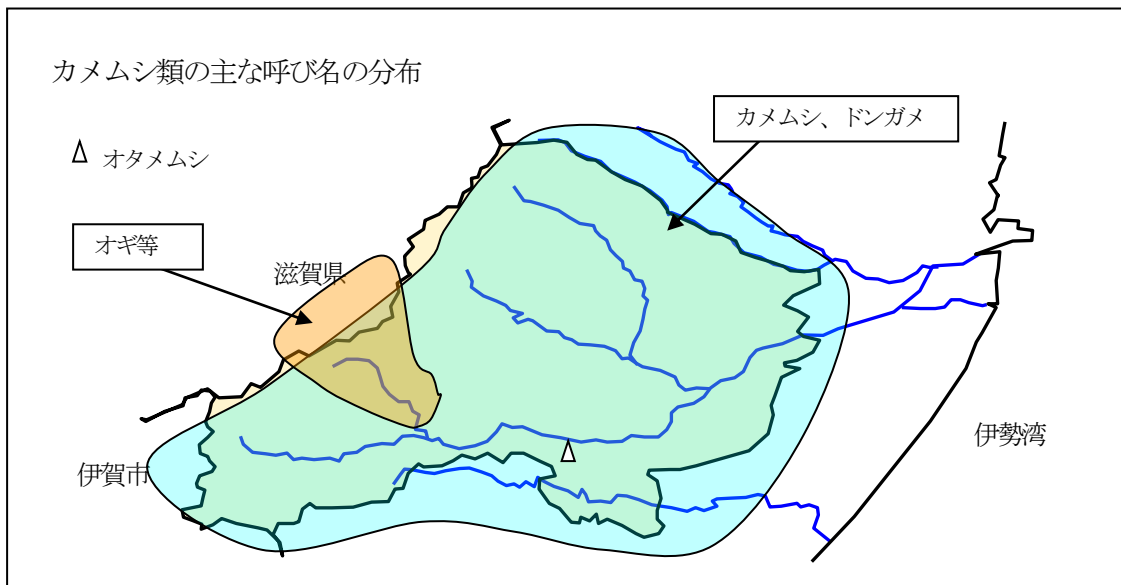 カメムシ類の主な呼び名の分布
カメムシ、ドンガメ
オタメムシ
オギ等
滋賀県
伊勢湾
伊賀市